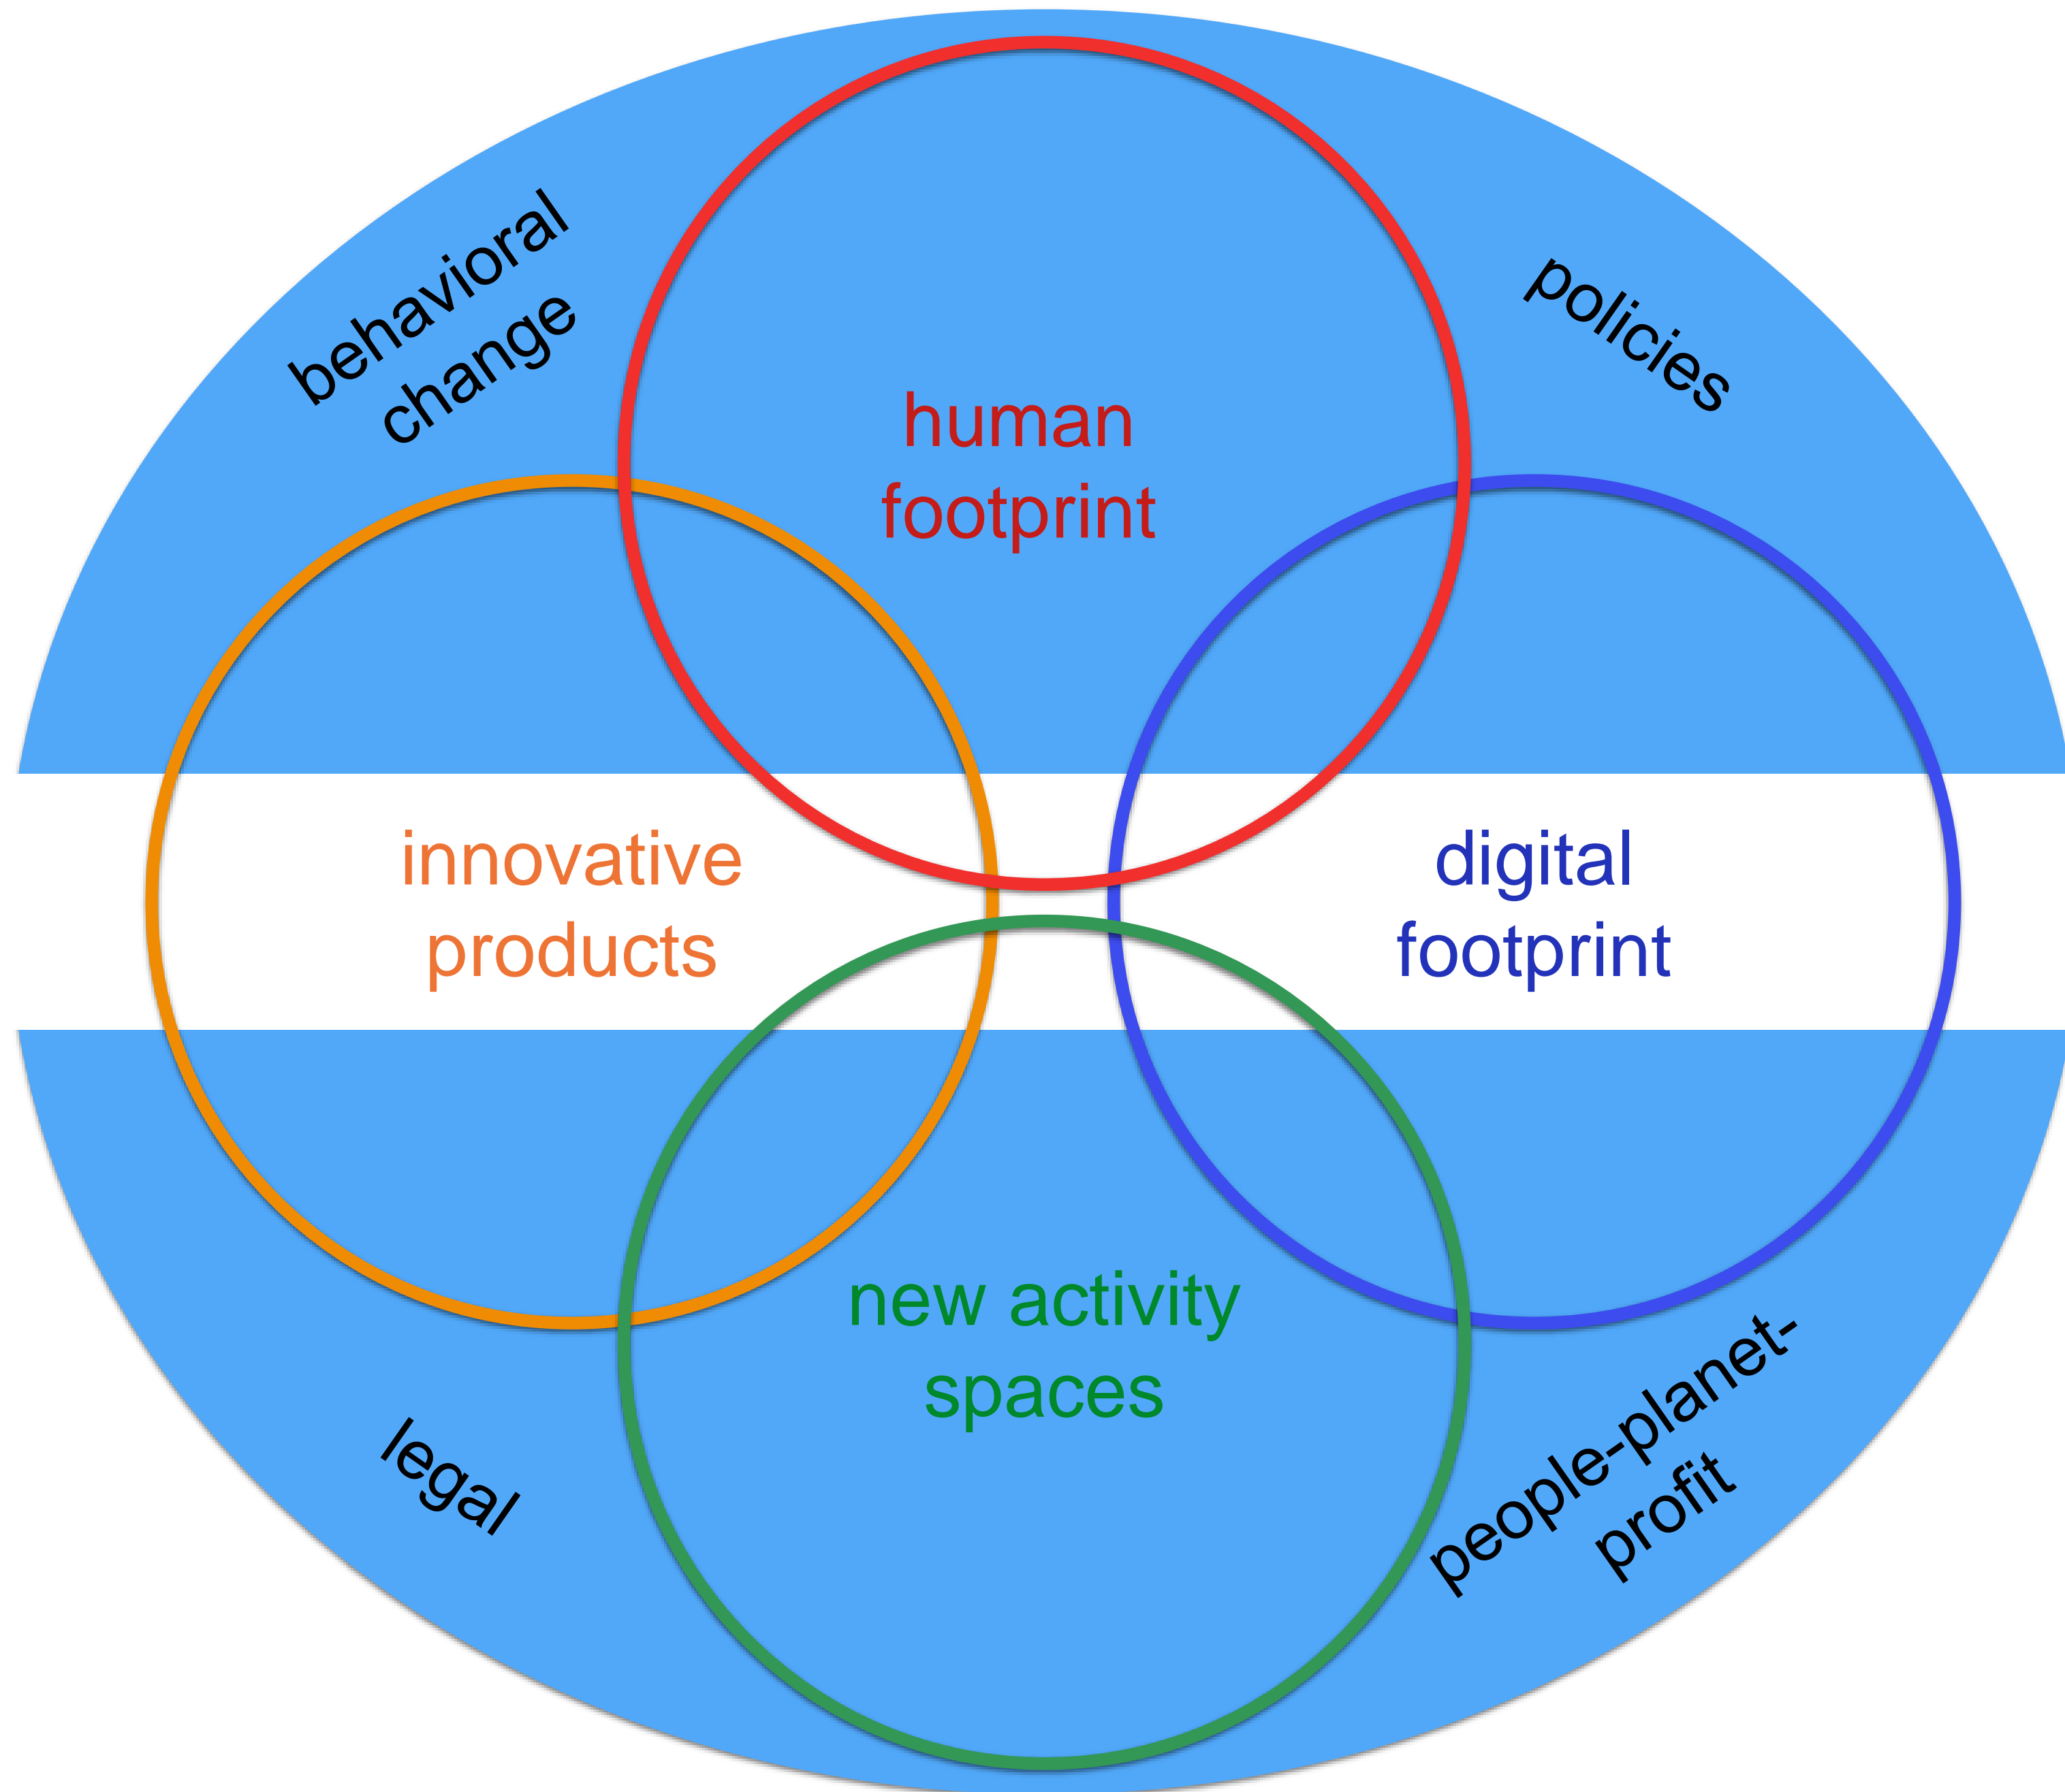 behavioral
change
policies
human
footprint
innovative
products
digital
footprint
new activity
spaces
legal
people-planet-
profit